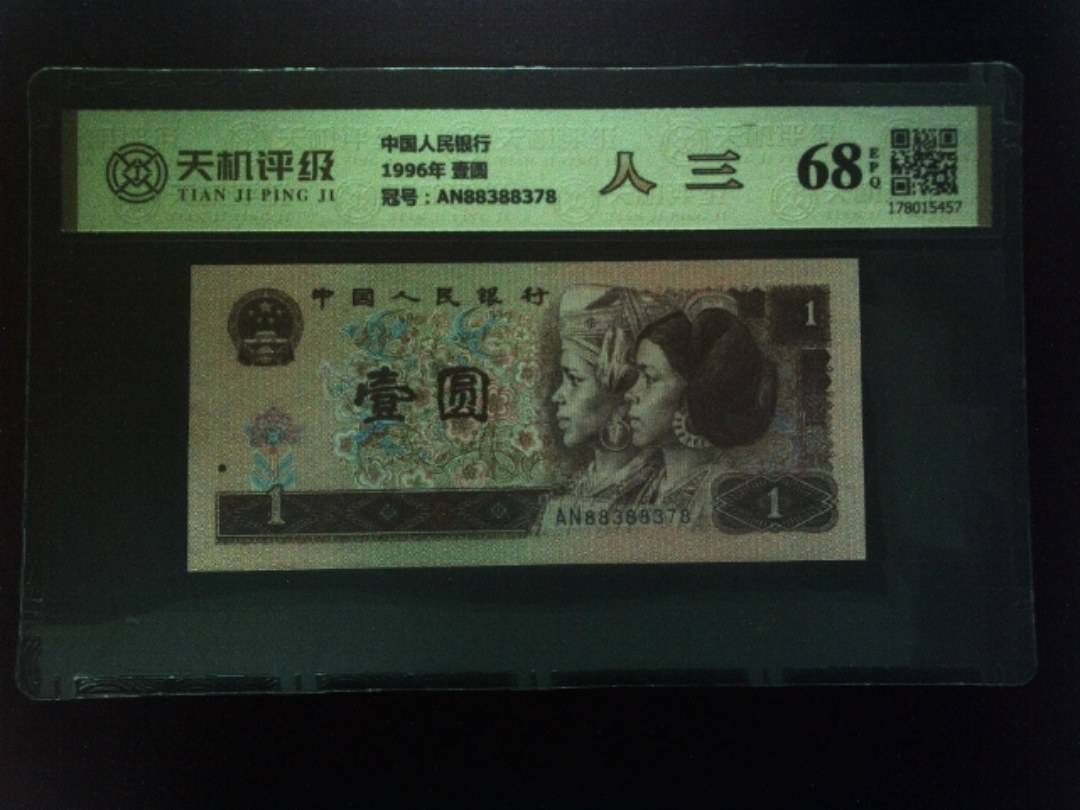 天机评级
TIAN JI PING JI
中国人民银行
1996年 壹圆
冠号:AN88388378
人 三
68
EPQ
178015457
中国人民银行
1
壹圆
1
AN88388378
1